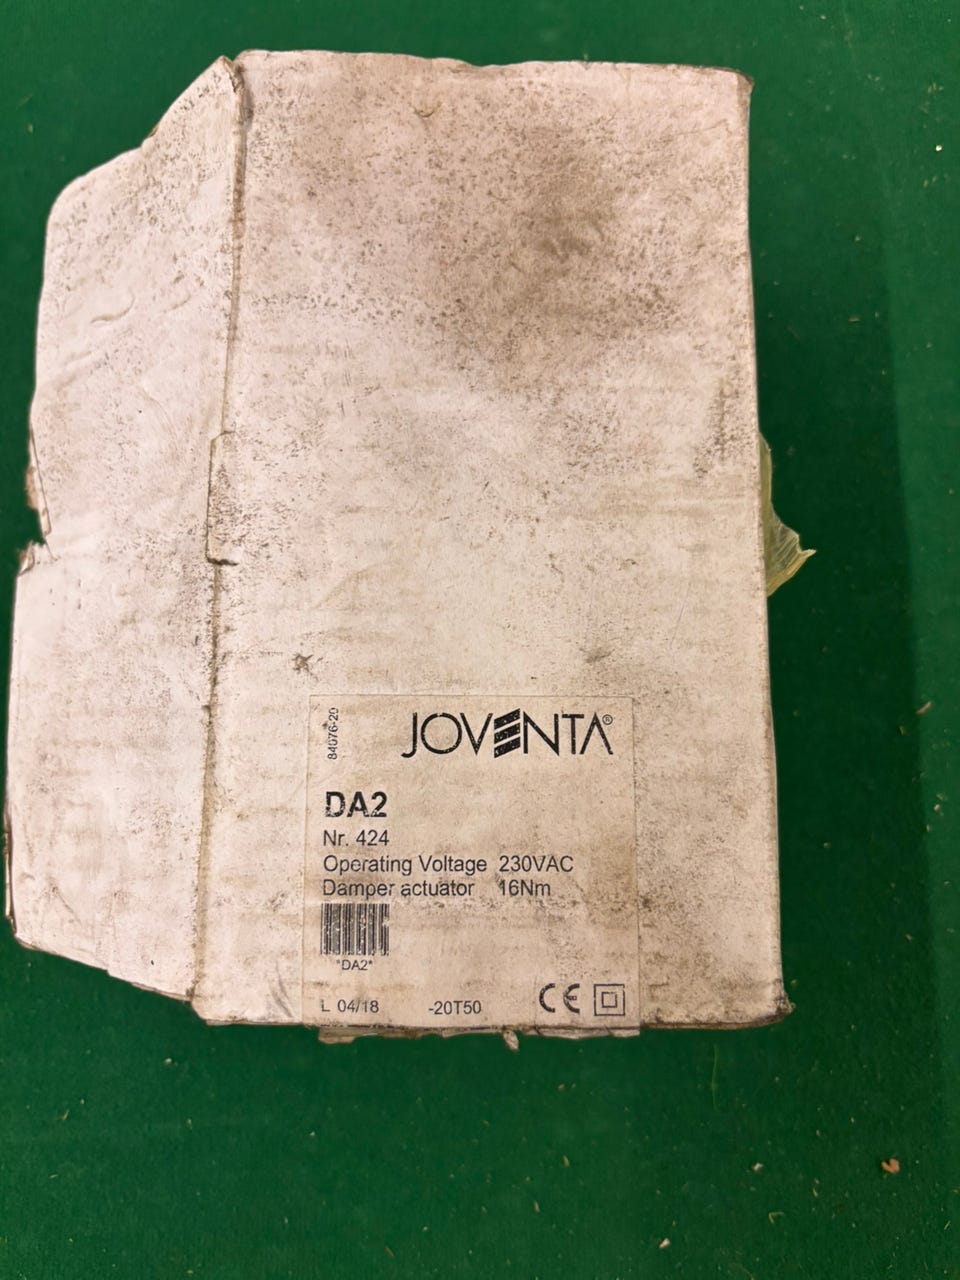 84076-20
JOVENTA®
DA2
Nr. 424
Operating Voltage 230VAC
Damper actuator 16Nm
*DA2*
L 04/18 -20T50 CE